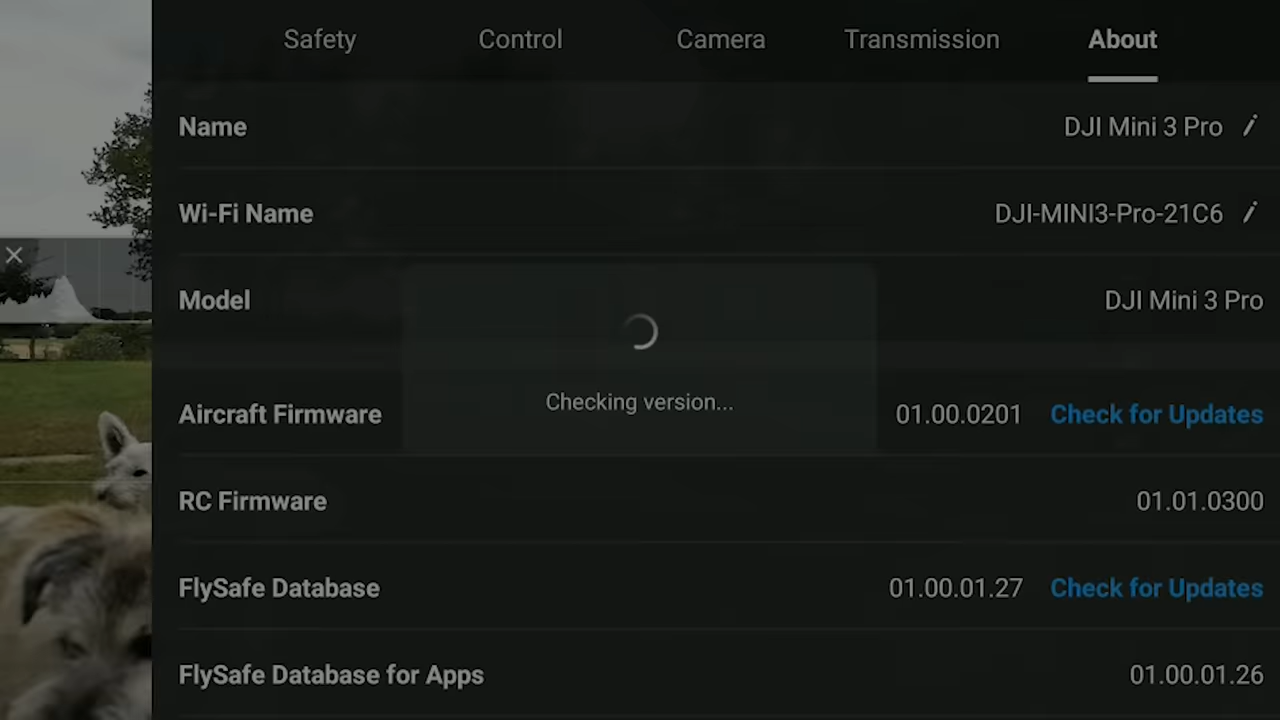 Safety Control Camera Transmission About
Name DJI Mini 3 Pro
Wi-Fi Name DJI-MINI3-Pro-21C6
Model DJI Mini 3 Pro
Checking version...
Aircraft Firmware 01.00.0201 Check for Updates
RC Firmware 01.01.0300
FlySafe Database 01.00.01.27 Check for Updates
FlySafe Database for Apps 01.00.01.26